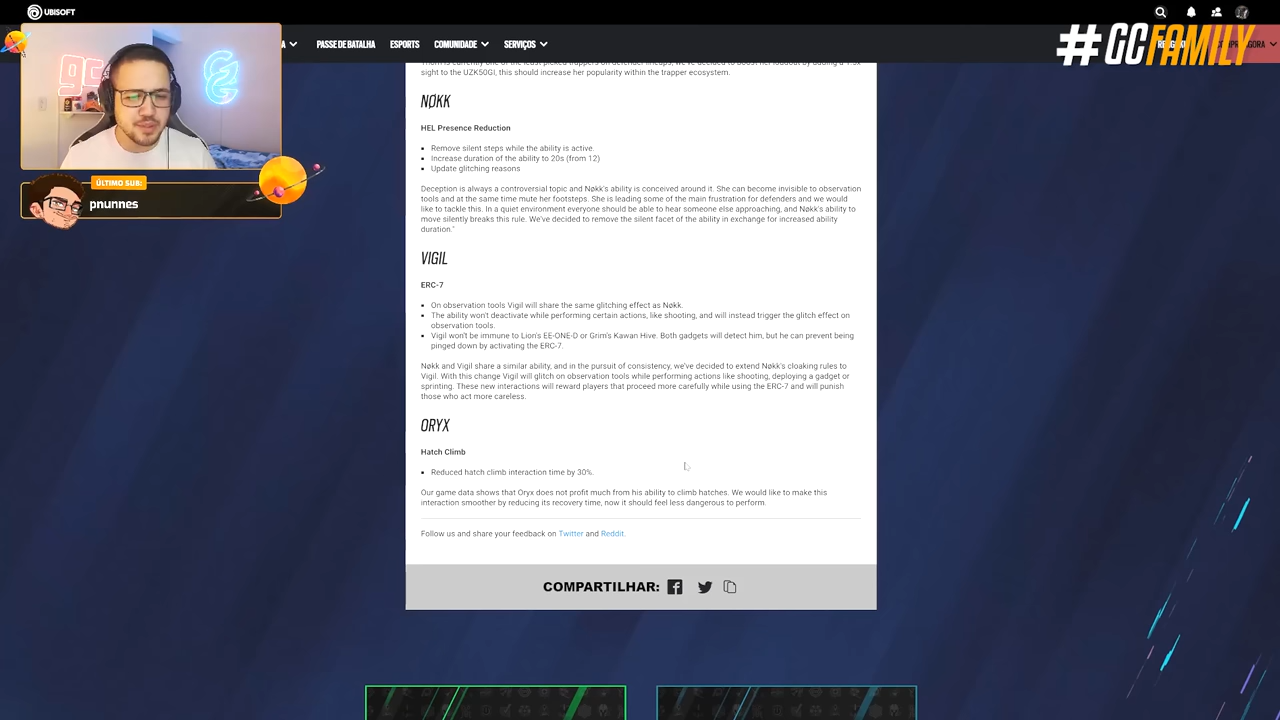 UBISOFT
PASSE DE BATALHA ESPORTS COMUNIDADE SERVIÇOS
#GCFAMILY
sight to the UZK50GI, this should increase her popularity within the trapper ecosystem.
NØKK
HEL Presence Reduction
Remove silent steps while the ability is active.
Increase duration of the ability to 20s (from 12)
Update glitching reasons
Deception is always a controversial topic and Nøkk's ability is conceived around it. She can become invisible to observation
tools and at the same time mute her footsteps. She is leading some of the main frustration for defenders and we would
like to tackle this. In a quiet environment everyone should be able to hear someone else approaching, and Nøkk's ability to
move silently breaks this rule. We've decided to remove the silent facet of the ability in exchange for increased ability
duration."
ÚLTIMO SUB:
pnunnes
VIGIL
ERC-7
On observation tools Vigil will share the same glitching effect as Nøkk.
The ability won't deactivate while performing certain actions, like shooting, and will instead trigger the glitch effect on
observation tools.
Vigil won't be immune to Lion's EE-ONE-D or Grim's Kawan Hive. Both gadgets will detect him, but he can prevent being
pinged down by activating the ERC-7.
Nøkk and Vigil share a similar ability, and in the pursuit of consistency, we've decided to extend Nøkk's cloaking rules to
Vigil. With this change Vigil will glitch on observation tools while performing actions like shooting, deploying a gadget or
sprinting. These new interactions will reward players that proceed more carefully while using the ERC-7 and will punish
those who act more careless.
ORYX
Hatch Climb
Reduced hatch climb interaction time by 30%.
Our game data shows that Oryx does not profit much from his ability to climb hatches. We would like to make this
interaction smoother by reducing its recovery time, now it should feel less dangerous to perform.
Follow us and share your feedback on Twitter and Reddit.
COMPARTILHAR: